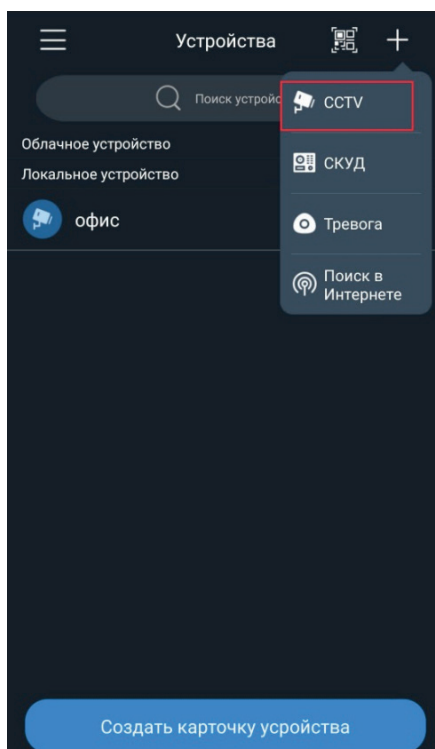 Устройства
Поиск устройс
CCTV
Облачное устройство
Локальное устройство
СКУД
офис
Тревога
Поиск в
Интернете
Создать карточку усройства